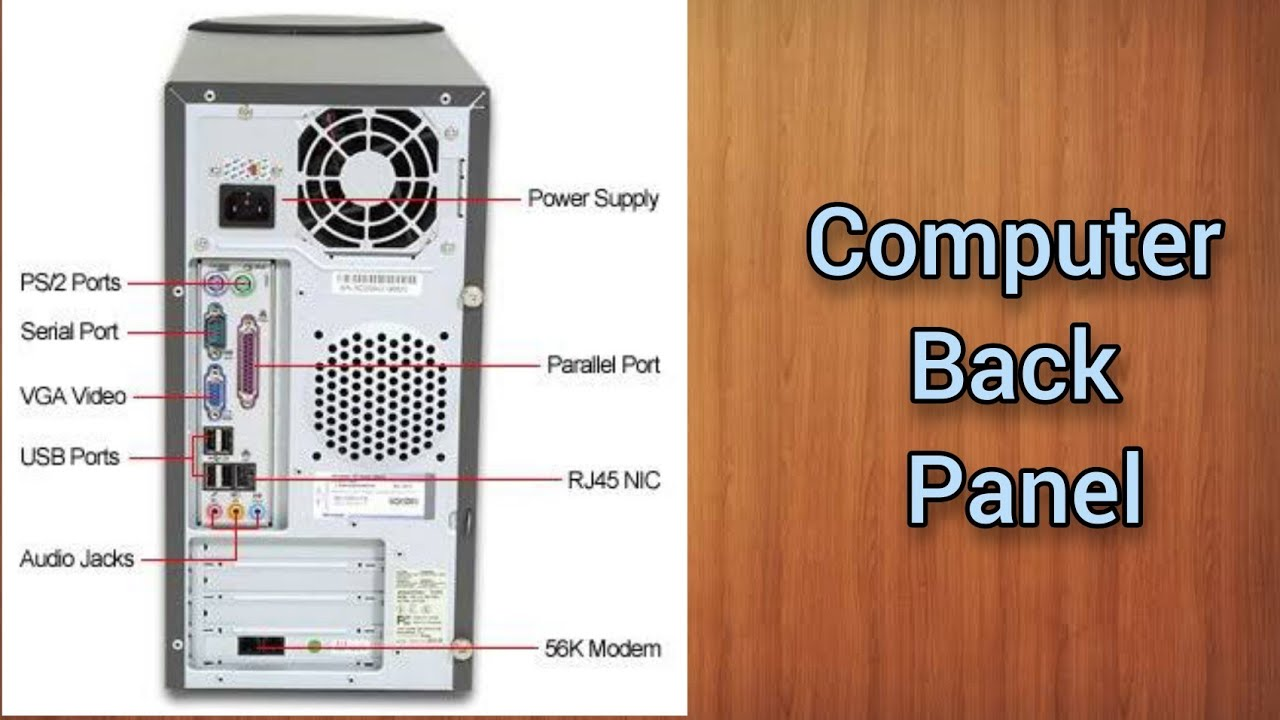 Power Supply
PS/2 Ports
Serial Port
Parallel Port
VGA Video
USB Ports
RJ45 NIC
Audio Jacks
56K Modem
Computer
Back
Panel